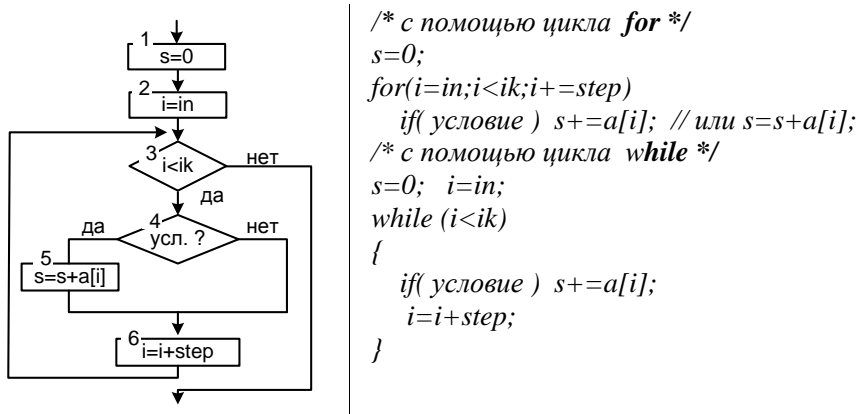 1
s=0
2
i=in
3
i<ik
нет
да
4
усл. ?
да
нет
5
s=s+a[i]
6
i=i+step
/* с помощью цикла for */
s=0;
for(i=in;i<ik;i+=step)
if( условие ) s+=a[i]; // или s=s+a[i];
/* с помощью цикла while */
s=0; i=in;
while (i<ik)
{
if( условие ) s+=a[i];
i=i+step;
}